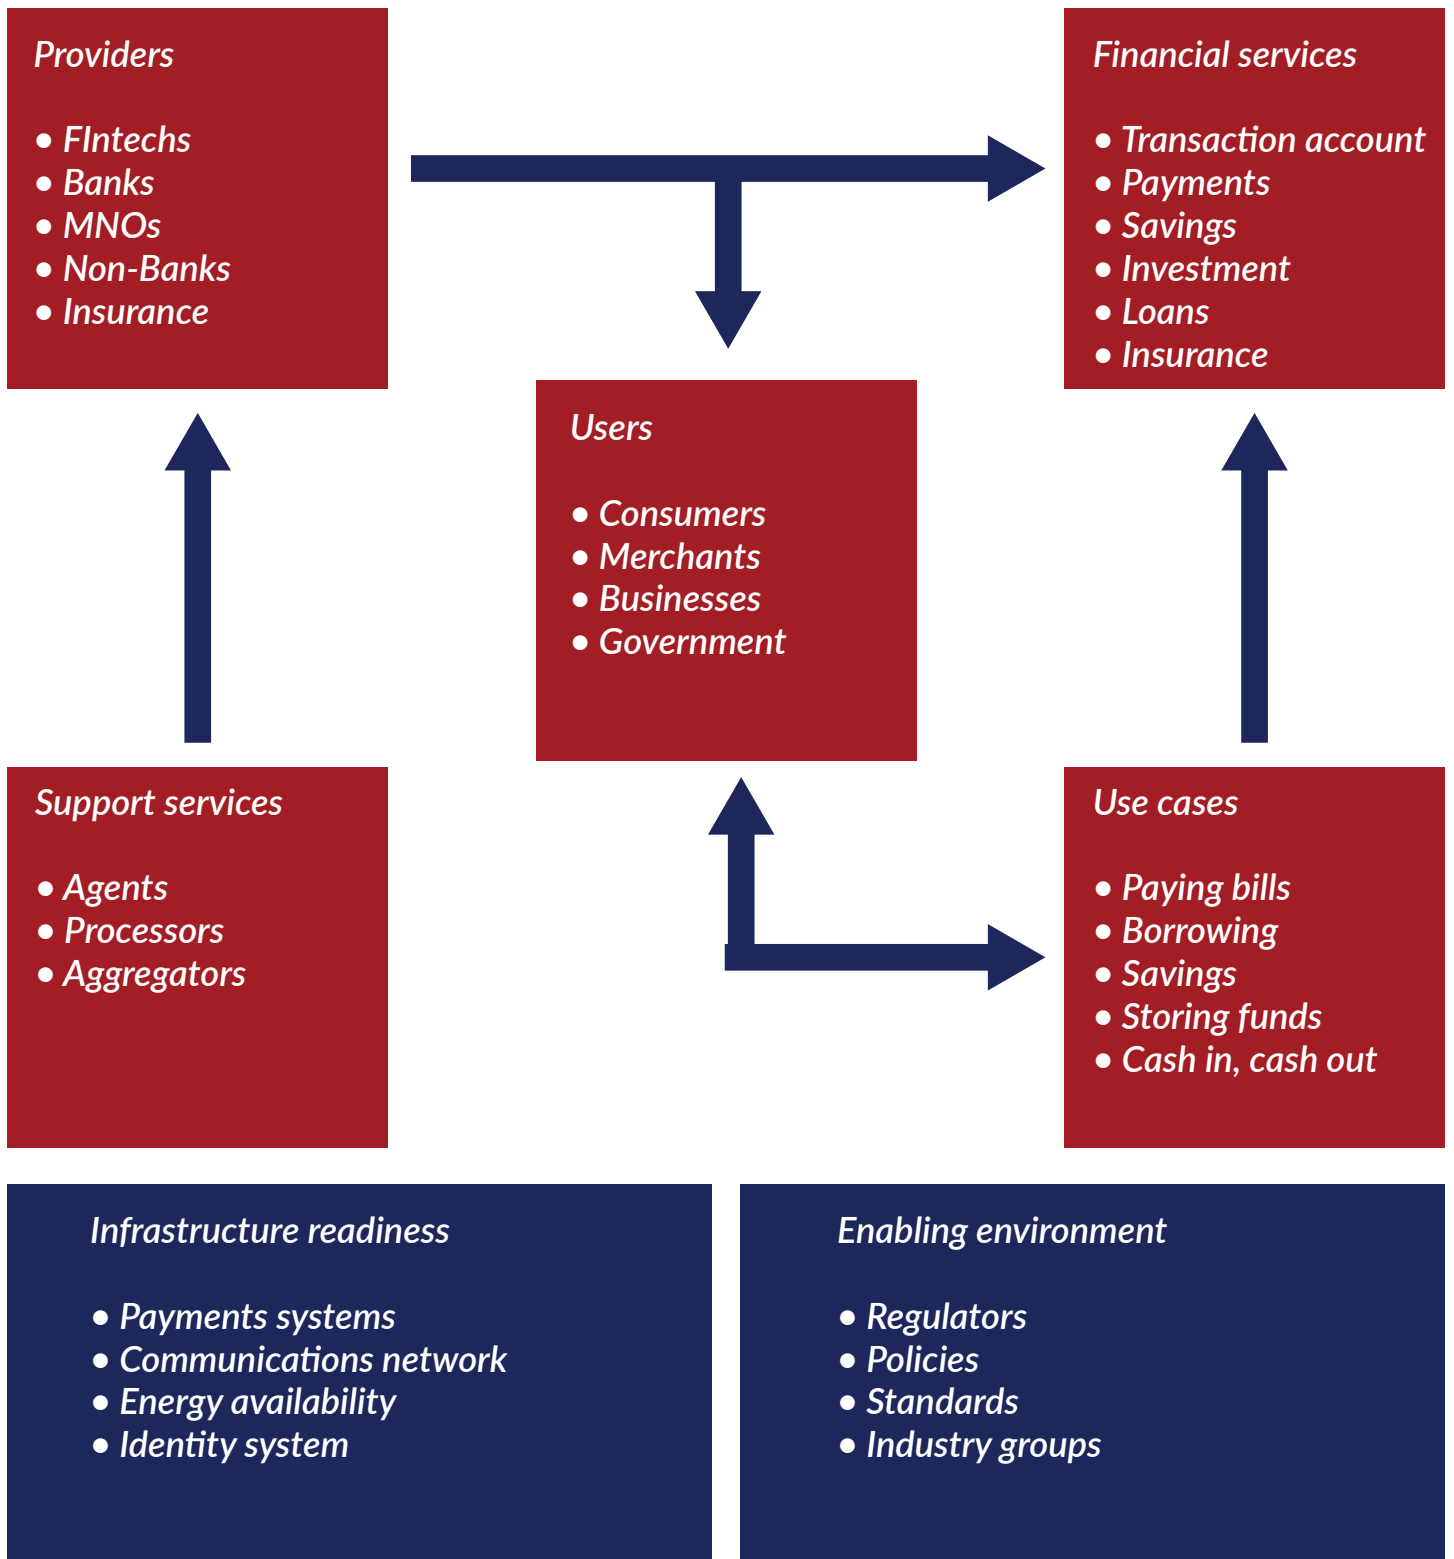 Providers
• FIntechs
• Banks
• MNOs
• Non-Banks
• Insurance
Financial services
• Transaction account
• Payments
• Savings
• Investment
• Loans
• Insurance
Users
• Consumers
• Merchants
• Businesses
• Government
Support services
• Agents
• Processors
• Aggregators
Use cases
• Paying bills
• Borrowing
• Savings
• Storing funds
• Cash in, cash out
Infrastructure readiness
• Payments systems
• Communications network
• Energy availability
• Identity system
Enabling environment
• Regulators
• Policies
• Standards
• Industry groups